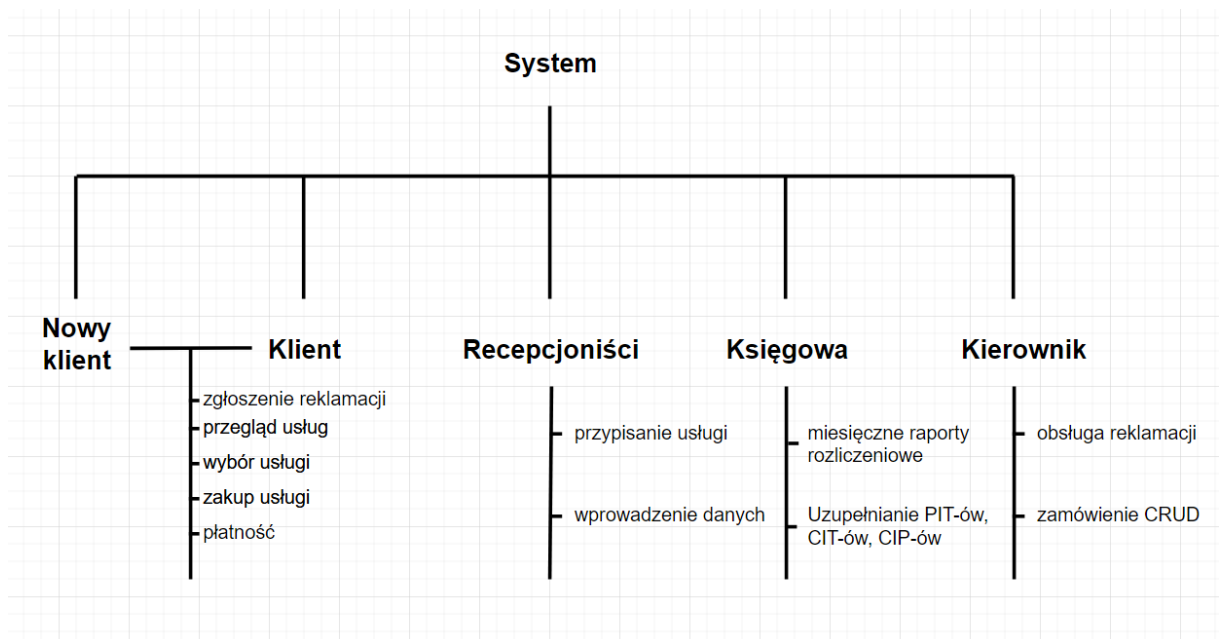 System
Nowy
klient
Klient
Recepcjoniści
Księgowa
Kierownik
zgłoszenie reklamacji
przegląd usług
wybór usługi
zakup usługi
płatność
przypisanie usługi
wprowadzenie danych
miesięczne raporty
rozliczeniowe
Uzupełnianie PIT-ów,
CIT-ów, CIP-ów
obsługa reklamacji
zamówienie CRUD